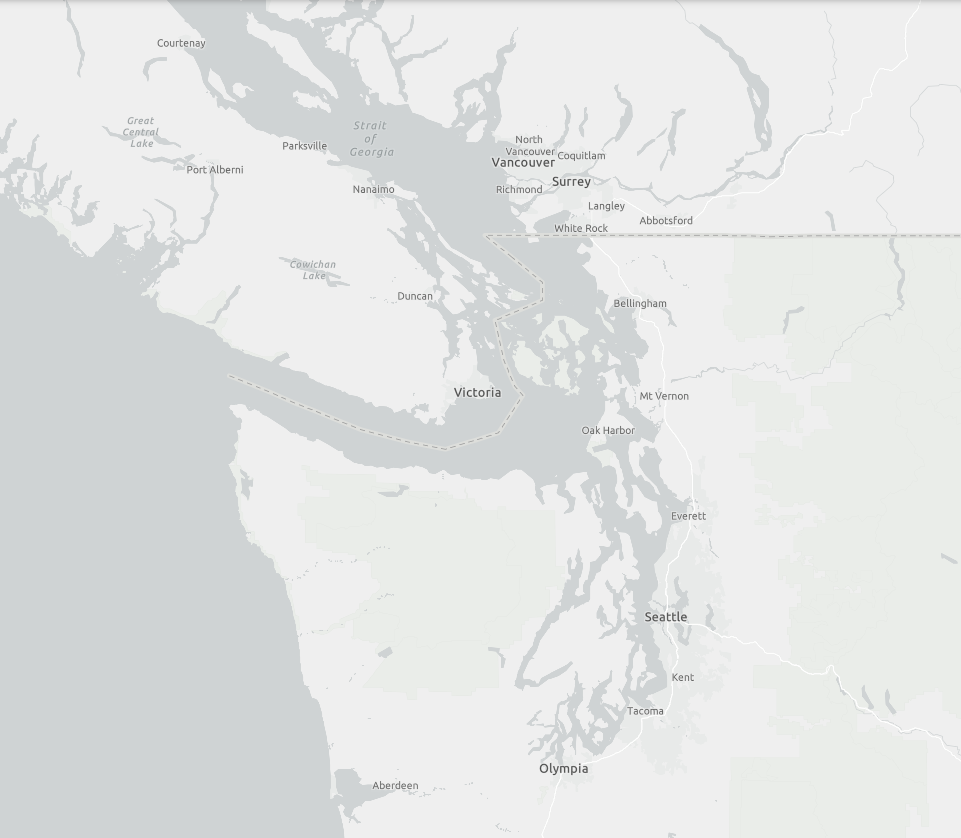 Courtenay
Great
Central
Lake
Strait
of
Georgia
Parksville
North
Vancouver
Vancouver
Coquitlam
Port Alberni
Surrey
Nanaimo
Richmond
Langley
Abbotsford
White Rock
Cowichan
Lake
Duncan
Bellingham
Victoria
Mt Vernon
Oak Harbor
Everett
Seattle
Kent
Tacoma
Olympia
Aberdeen